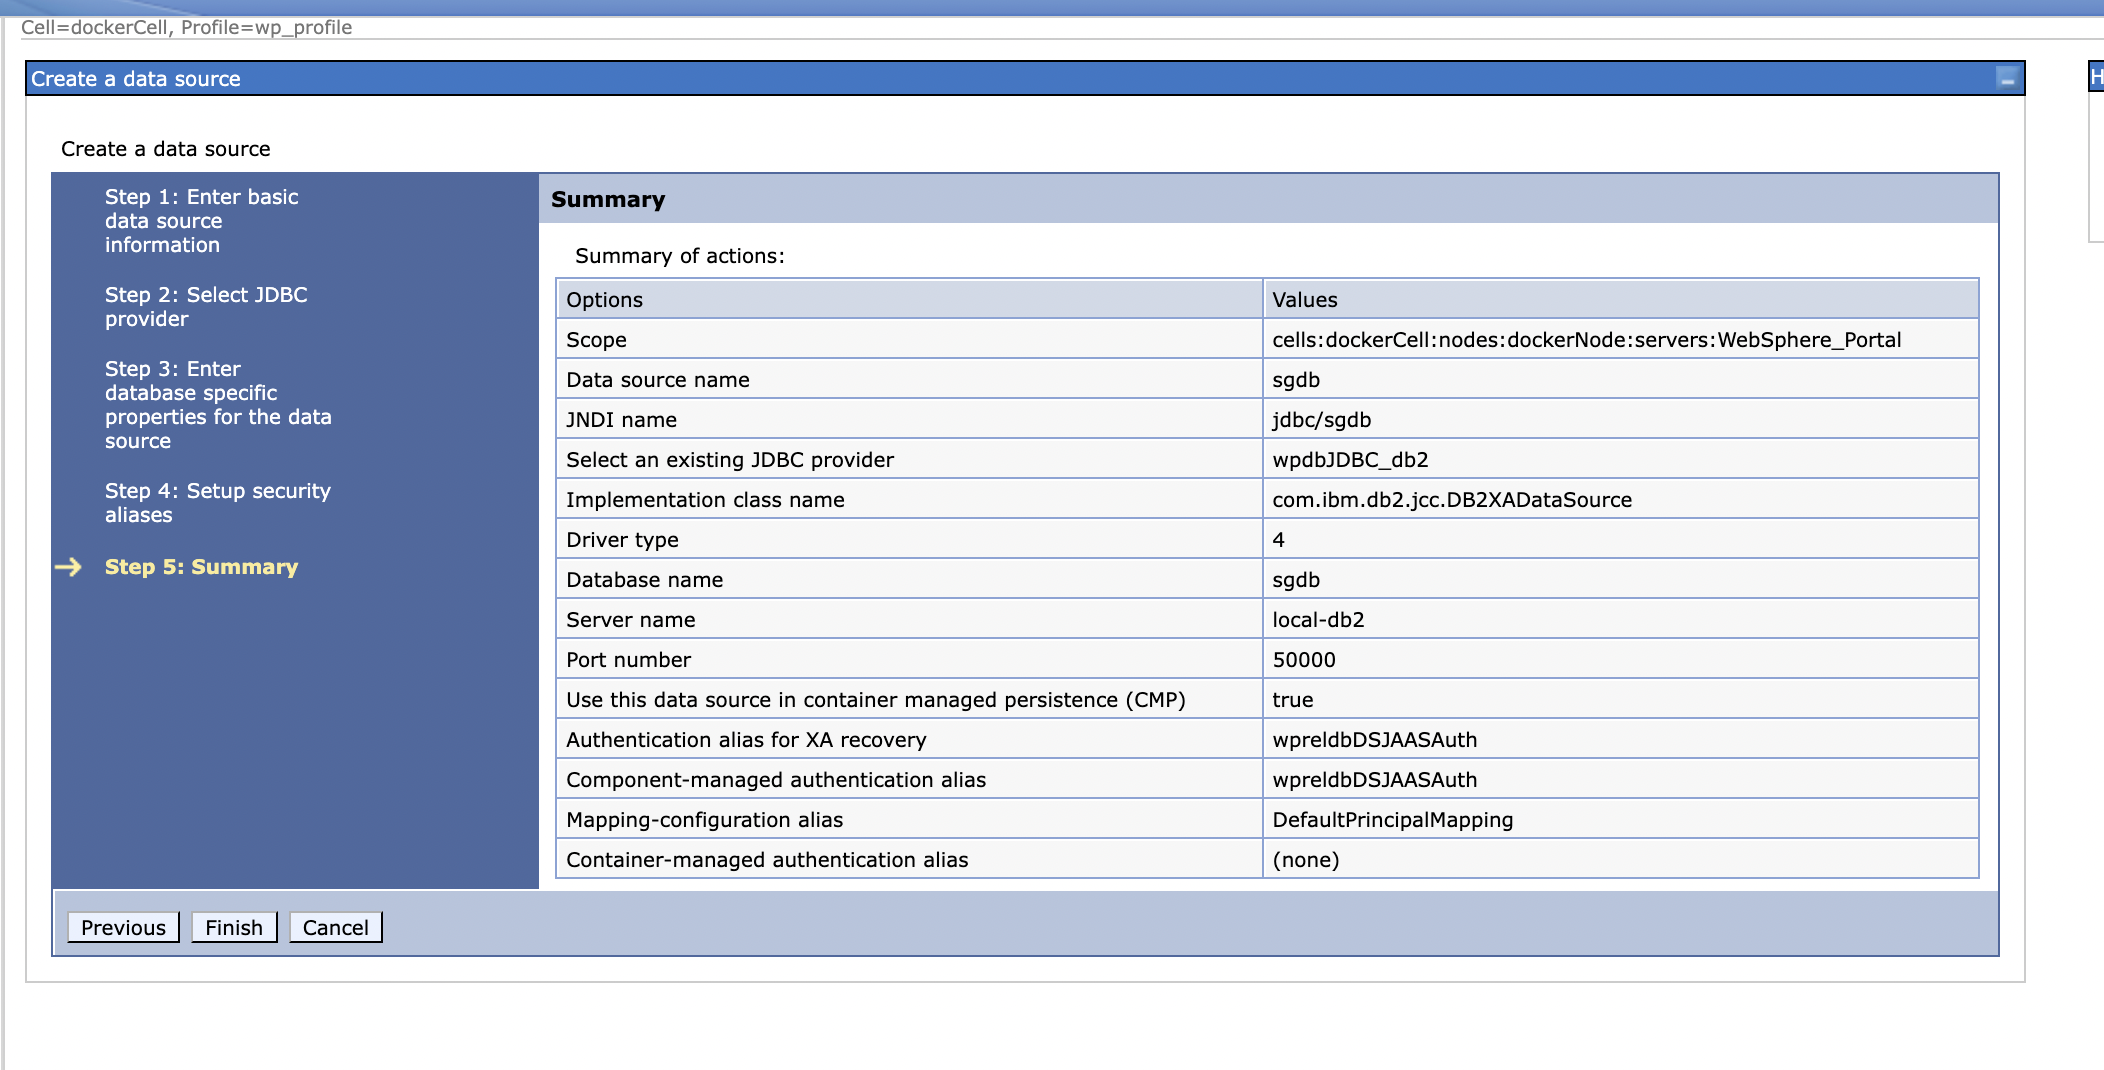 Cell=dockerCell, Profile=wp_profile
Create a data source
H
Create a data source
Step 1: Enter basic
data source
information
Step 2: Select JDBC
provider
Step 3: Enter
database specific
properties for the data
source
Step 4: Setup security
aliases
Step 5: Summary
Summary
Summary of actions:
Options Values
Scope cells:dockerCell:nodes:dockerNode:servers:WebSphere_Portal
Data source name sgdb
JNDI name jdbc/sgdb
Select an existing JDBC provider wpdbJDBC_db2
Implementation class name com.ibm.db2.jcc.DB2XADataSource
Driver type 4
Database name sgdb
Server name local-db2
Port number 50000
Use this data source in container managed persistence (CMP) true
Authentication alias for XA recovery wpreldbDSJAASAuth
Component-managed authentication alias wpreldbDSJAASAuth
Mapping-configuration alias DefaultPrincipalMapping
Container-managed authentication alias (none)
Previous Finish Cancel